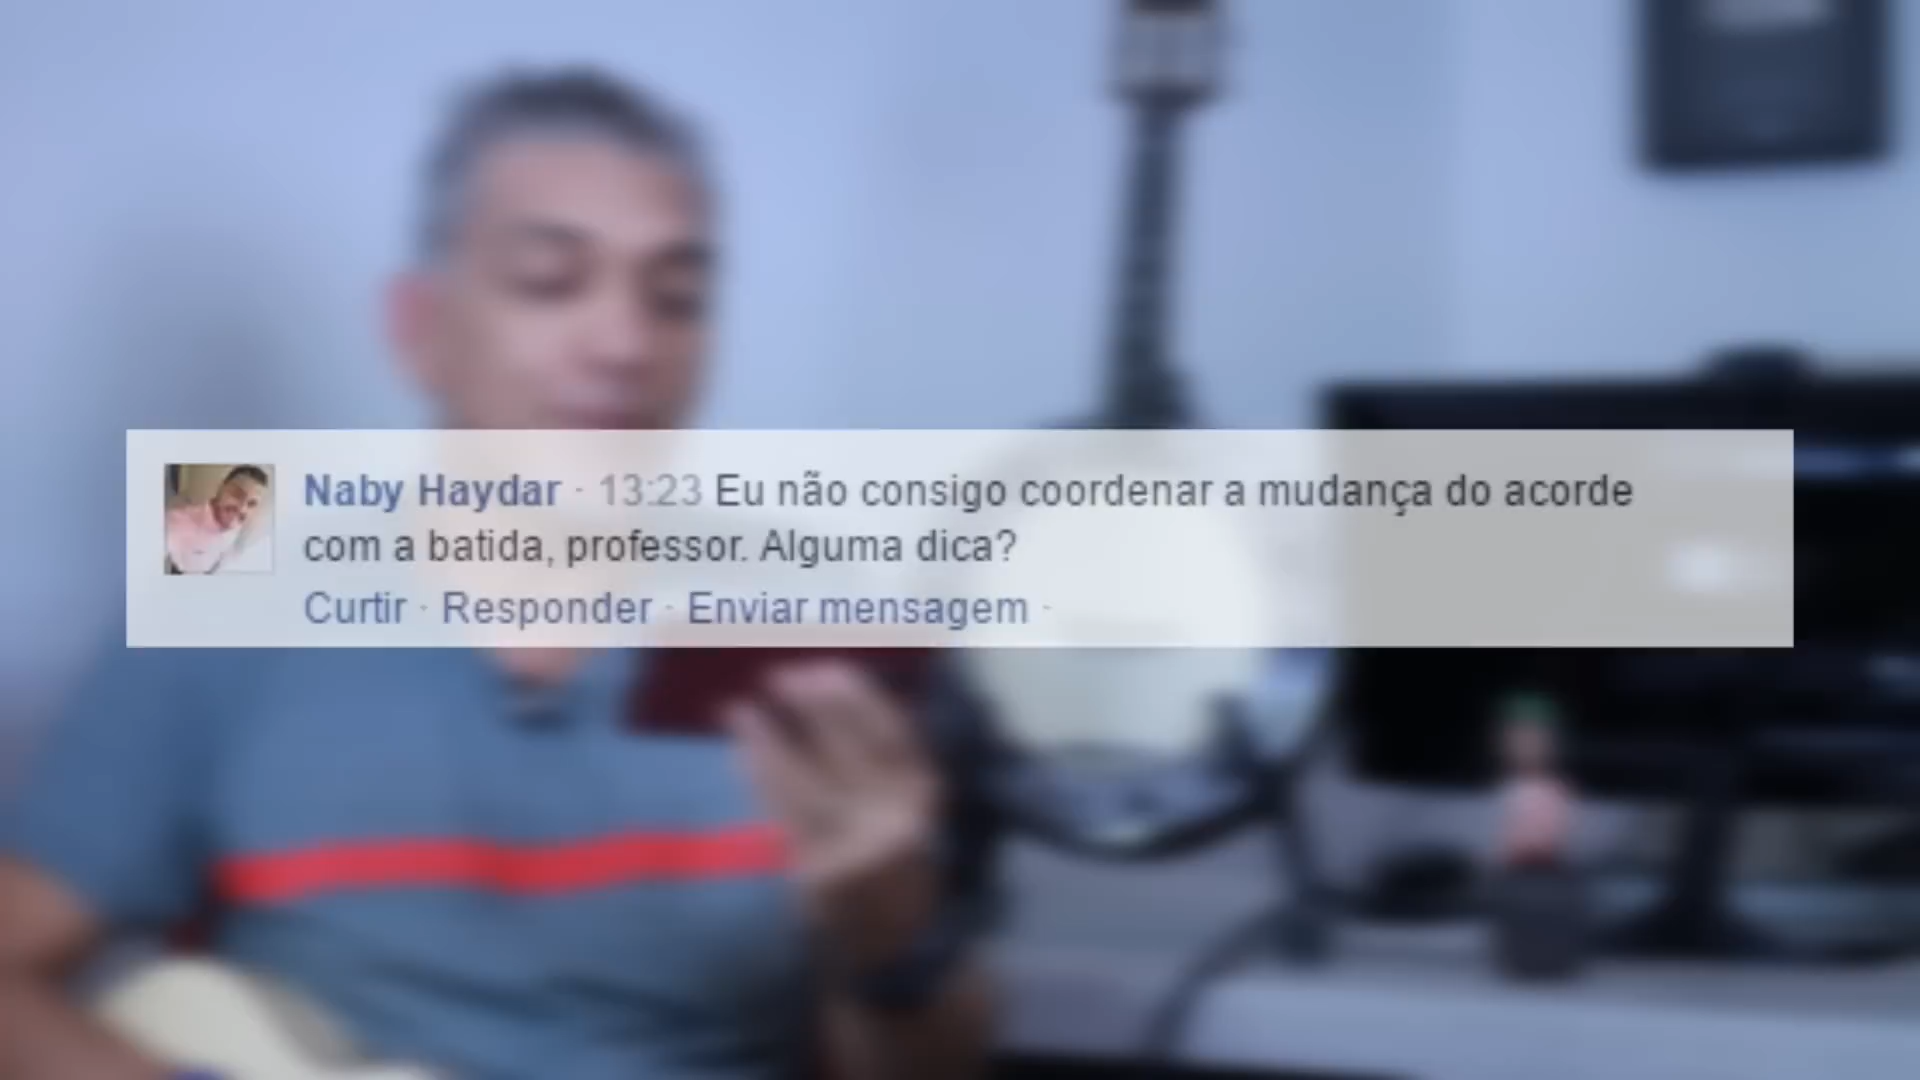 Naby Haydar · 13:23 Eu não consigo coordenar a mudança do acorde
com a batida, professor. Alguma dica?
Curtir · Responder · Enviar mensagem ·